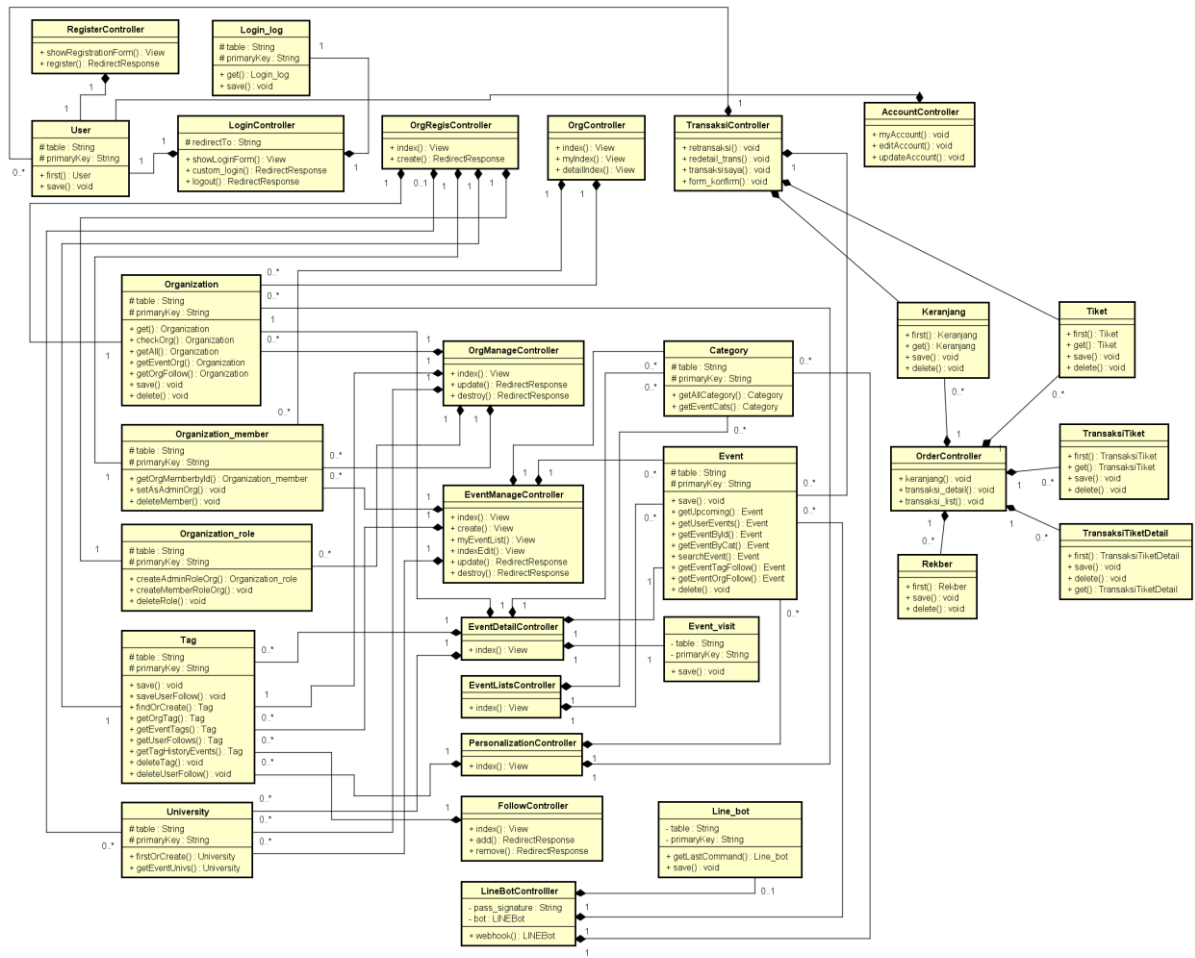 RegisterController
+ showRegistrationForm() : View
+ register() : RedirectResponse
Login_log
# table : String
# primaryKey : String
+ get() : Login_log
+ save() : void
User
# table : String
# primaryKey : String
+ first() : User
+ save() : void
LoginController
# redirectTo : String
+ showLoginForm() : View
+ custom_login() : RedirectResponse
+ logout() : RedirectResponse
OrgRegisController
+ index() : View
+ create() : RedirectResponse
OrgController
+ index() : View
+ myIndex() : View
+ detailIndex() : View
TransaksiController
+ retransaksi() : void
+ redetail_trans() : void
+ transaksisaya() : void
+ form_konfirm() : void
AccountController
+ myAccount() : void
+ editAccount() : void
+ updateAccount() : void
Organization
# table : String
# primaryKey : String
+ get() : Organization
+ checkOrg() : Organization
+ getAll() : Organization
+ getEventOrg() : Organization
+ getOrgFollow() : Organization
+ save() : void
+ delete() : void
OrgManageController
+ index() : View
+ update() : RedirectResponse
+ destroy() : RedirectResponse
Category
# table : String
# primaryKey : String
+ getAllCategory() : Category
+ getEventCats() : Category
Keranjang
+ first() : Keranjang
+ get() : Keranjang
+ save() : void
+ delete() : void
Tiket
+ first() : Tiket
+ get() : Tiket
+ save() : void
+ delete() : void
Organization_member
# table : String
# primaryKey : String
+ getOrgMemberbyId() : Organization_member
+ setAsAdminOrg() : void
+ deleteMember() : void
EventManageController
+ index() : View
+ create() : View
+ myEventList() : View
+ indexEdit() : View
+ update() : RedirectResponse
+ destroy() : RedirectResponse
Event
# table : String
# primaryKey : String
+ save() : void
+ getUpcoming() : Event
+ getUserEvents() : Event
+ getEventById() : Event
+ getEventByCat() : Event
+ searchEvent() : Event
+ getEventTagFollow() : Event
+ getEventOrgFollow() : Event
+ delete() : void
OrderController
+ keranjang() : void
+ transaksi_detail() : void
+ transaksi_list() : void
TransaksiTiket
+ first() : TransaksiTiket
+ get() : TransaksiTiket
+ save() : void
+ delete() : void
Organization_role
# table : String
# primaryKey : String
+ createAdminRoleOrg() : Organization_role
+ createMemberRoleOrg() : void
+ deleteRole() : void
Rekber
+ first() : Rekber
+ save() : void
+ delete() : void
TransaksiTiketDetail
+ first() : TransaksiTiketDetail
+ save() : void
+ delete() : void
+ get() : TransaksiTiketDetail
Tag
# table : String
# primaryKey : String
+ save() : void
+ saveUserFollow() : void
+ findOrCreate() : Tag
+ getOrgTag() : Tag
+ getEventTags() : Tag
+ getUserFollows() : Tag
+ getTagHistoryEvents() : Tag
+ deleteTag() : void
+ deleteUserFollow() : void
EventDetailController
+ index() : View
Event_visit
- table : String
- primaryKey : String
+ save() : void
EventListsController
+ index() : View
PersonalizationController
+ index() : View
University
# table : String
# primaryKey : String
+ firstOrCreate() : University
+ getEventUnivs() : University
FollowController
+ index() : View
+ add() : RedirectResponse
+ remove() : RedirectResponse
Line_bot
- table : String
- primaryKey : String
+ getLastCommand() : Line_bot
+ save() : void
LineBotController
- pass_signature : String
- bot : LINEBot
+ webhook() : LINEBot